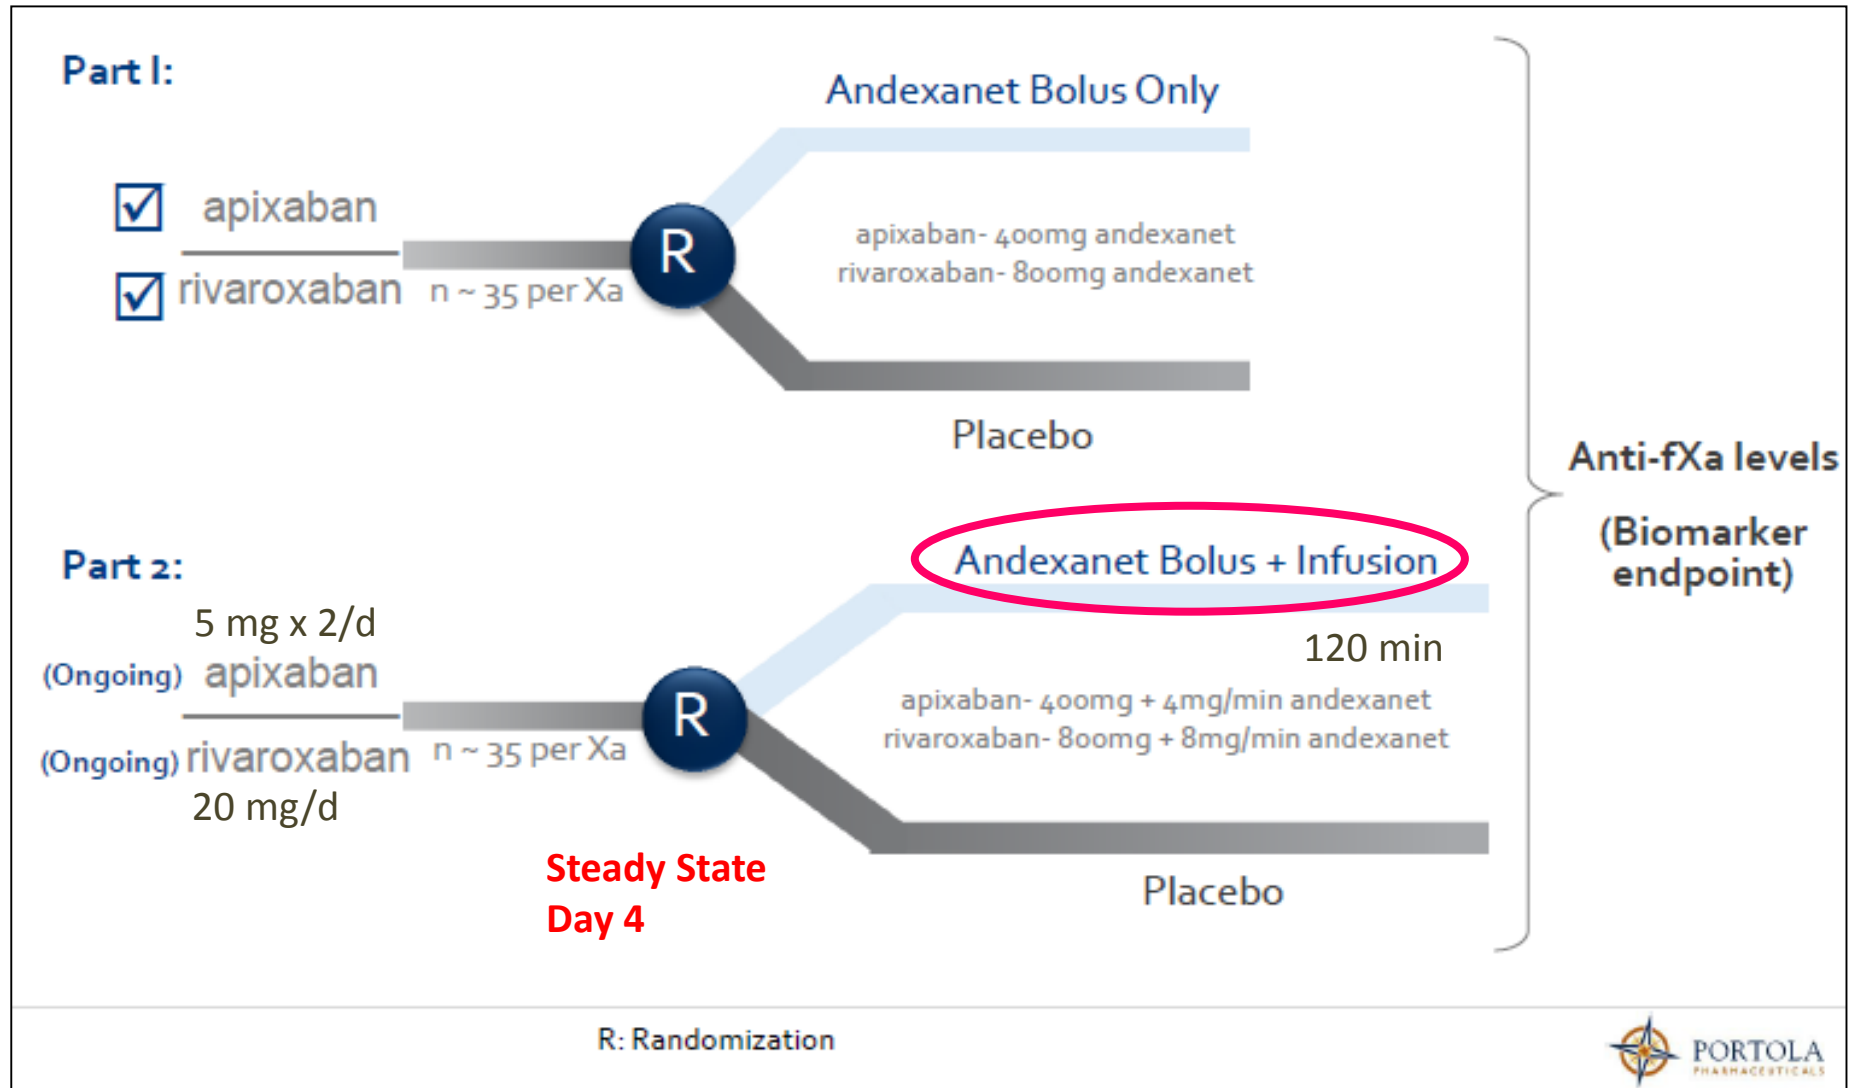 Part I:
Andexanet Bolus Only
apixaban
rivaroxaban
n ~ 35 per Xa
R
apixaban- 400mg andexanet
rivaroxaban- 800mg andexanet
Placebo
Anti-fXa levels
(Biomarker
endpoint)
Part 2:
Andexanet Bolus + Infusion
5 mg x 2/d
120 min
(Ongoing) apixaban
(Ongoing) rivaroxaban
20 mg/d
n ~ 35 per Xa
R
apixaban- 400mg + 4mg/min andexanet
rivaroxaban- 800mg + 8mg/min andexanet
Steady State
Day 4
Placebo
R: Randomization
PORTOLA
PHARMACEUTICALS